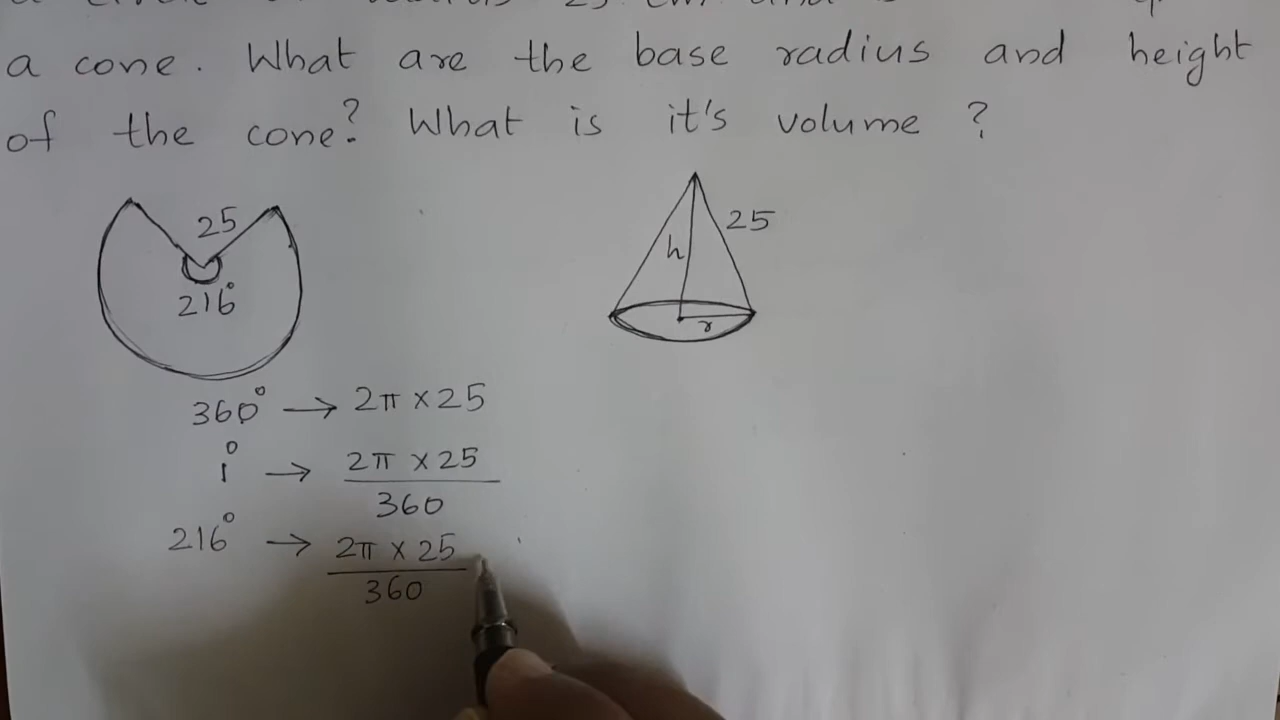 a cone. What are the base radius and height
of the cone? What is it's volume ?
25
216°
h
25
r
360° → 2π × 25
1° → 2π × 25
360
216° → 2π × 25
360